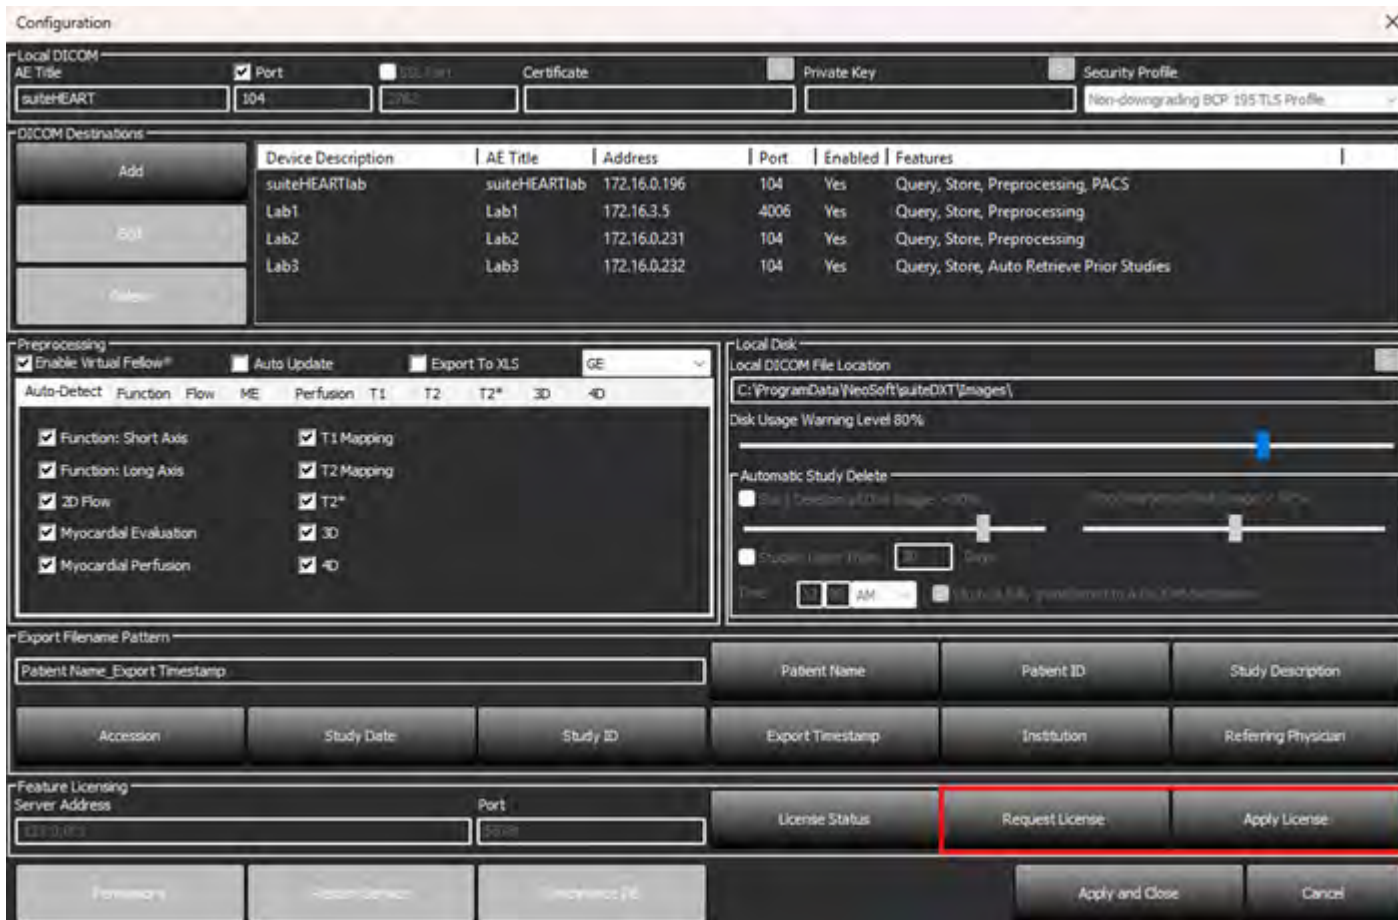 Configuration
Local DICOM
AE Title Port Certificate Private Key Security Profile
suiteHEART 104 Non-downgrading BCP 195 TLS Profile
DICOM Destinations
Add
Device Description AE Title Address Port Enabled Features
suiteHEARTlab suiteHEARTlab 172.16.0.196 104 Yes Query, Store, Preprocessing, PACS
Lab1 Lab1 172.16.3.5 4006 Yes Query, Store, Preprocessing
Lab2 Lab2 172.16.0.231 104 Yes Query, Store, Preprocessing
Lab3 Lab3 172.16.0.232 104 Yes Query, Store, Auto Retrieve Prior Studies
Edit
Delete
Preprocessing
Enable Virtual Fellow® Auto Update Export To XLS GE
Auto-Detect Function Flow ME Perfusion T1 T2 T2* 3D 4D
Function: Short Axis T1 Mapping
Function: Long Axis T2 Mapping
2D Flow T2*
Myocardial Evaluation 3D
Myocardial Perfusion 4D
Local Disk
Local DICOM File Location
C:\ProgramData\NeoSoft\suiteDXT\Images\
Disk Usage Warning Level 80%
Automatic Study Delete
AM
Export Filename Pattern
Patient Name_Export Timestamp Patient Name Patient ID Study Description
Accession Study Date Study ID Export Timestamp Institution Referring Physician
Feature Licensing
Server Address Port
License Status Request License Apply License
Apply and Close Cancel